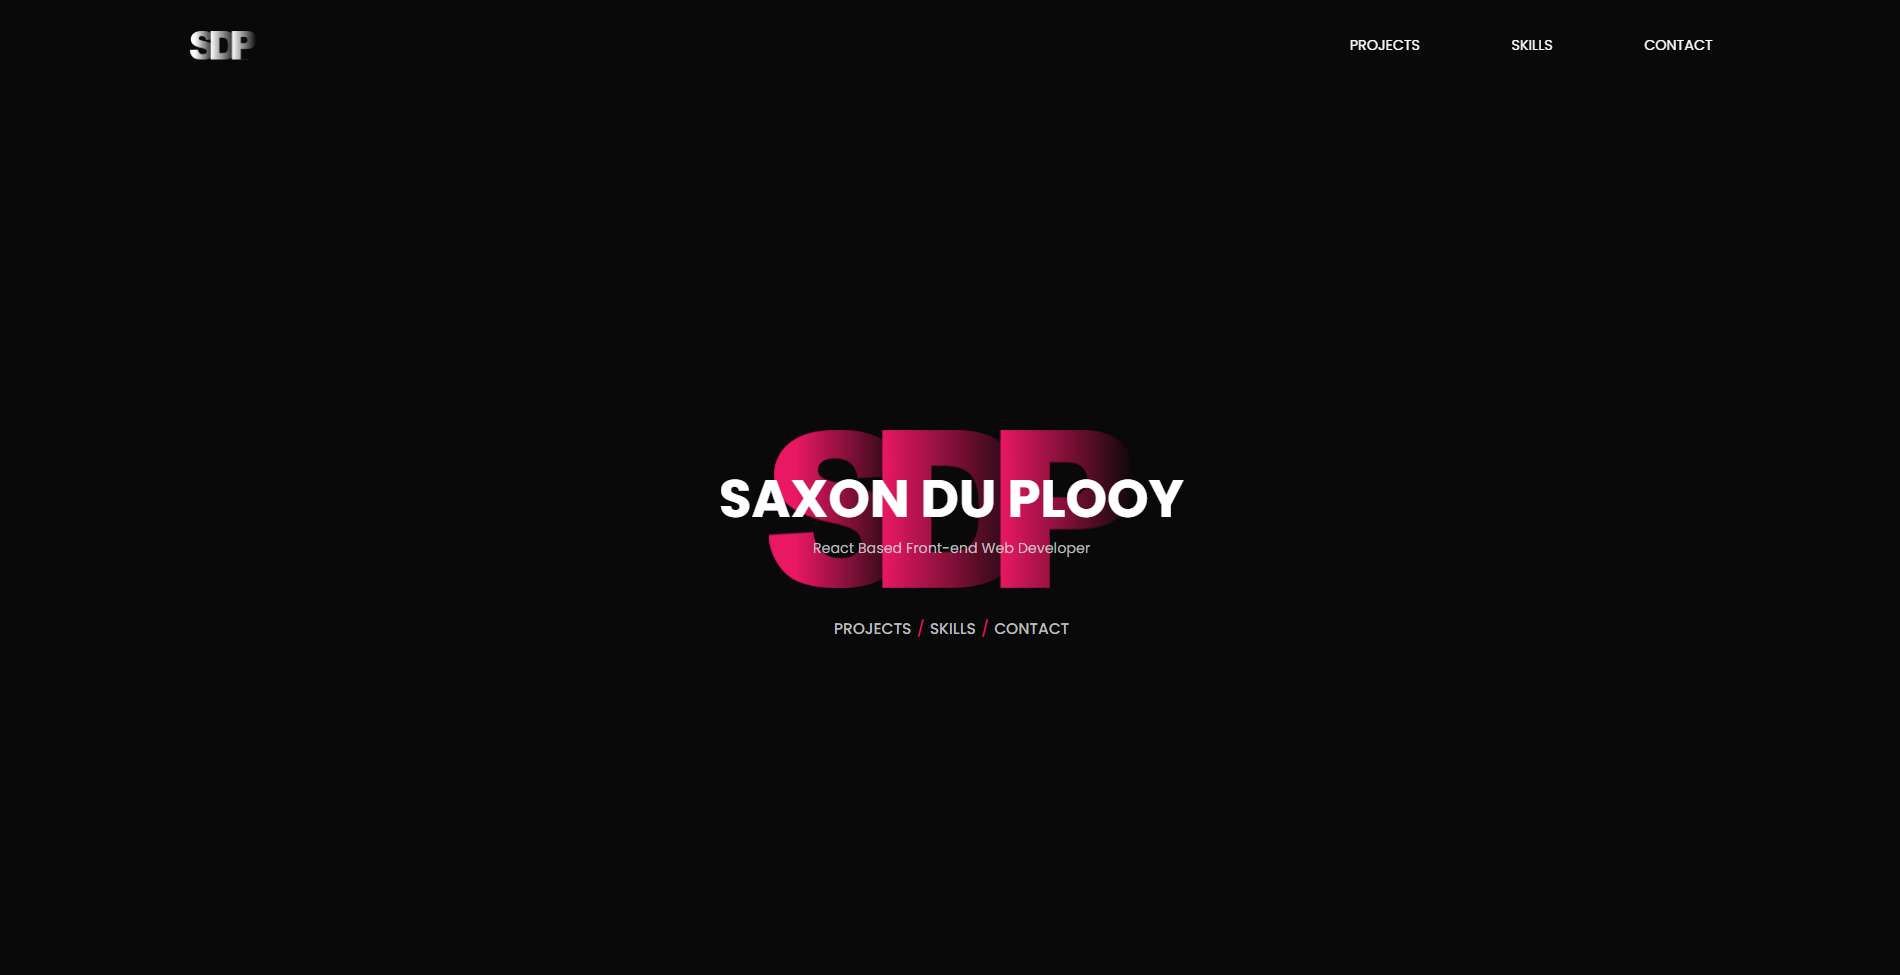 SDP PROJECTS SKILLS CONTACT
SDP
SAXON DU PLOOY
React Based Front-end Web Developer
PROJECTS / SKILLS / CONTACT